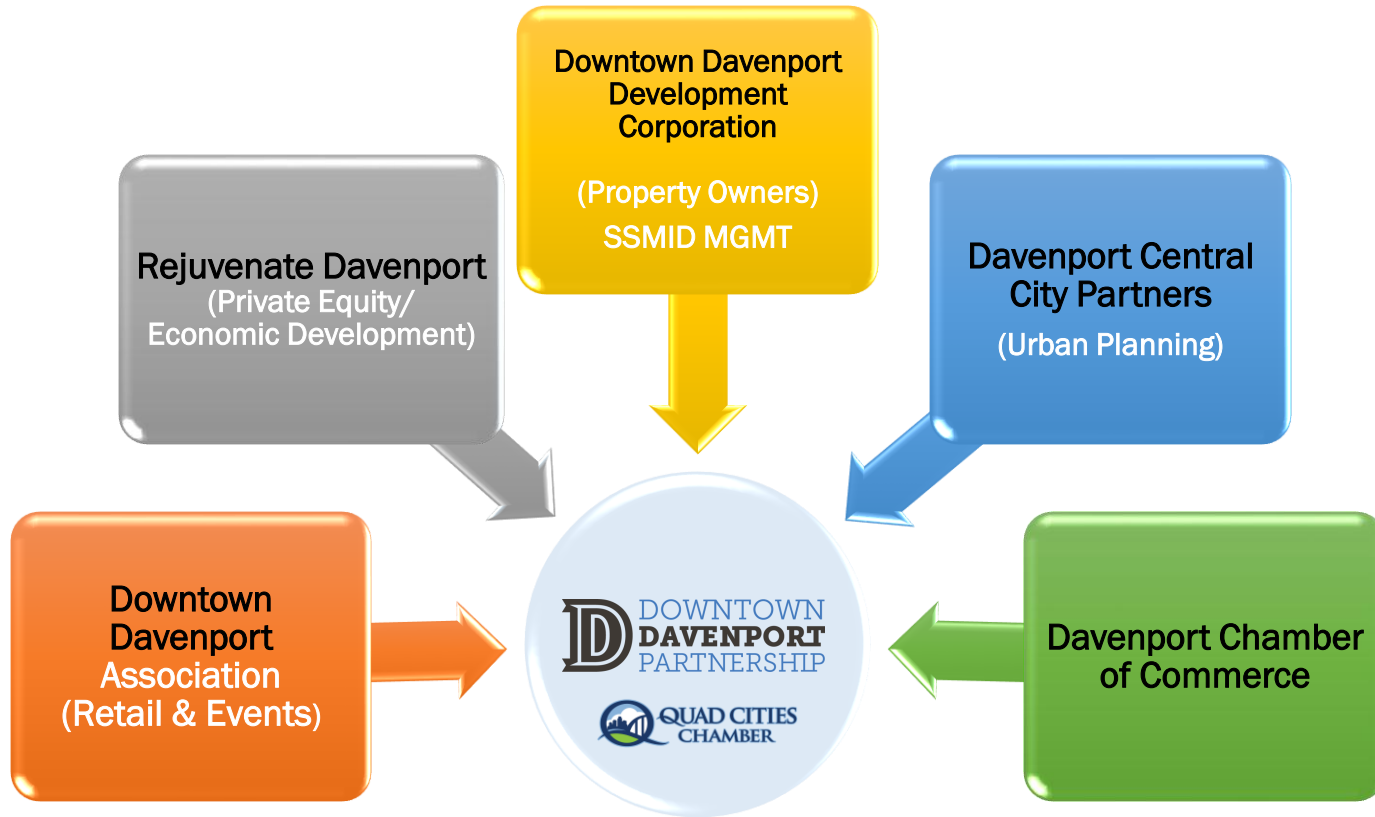 Downtown Davenport
Development
Corporation
(Property Owners)
SSMID MGMT
Rejuvenate Davenport
(Private Equity/
Economic Development)
Davenport Central
City Partners
(Urban Planning)
Downtown
Davenport
Association
(Retail & Events)
D DOWNTOWN
DAVENPORT
PARTNERSHIP
QUAD CITIES
CHAMBER
Davenport Chamber
of Commerce